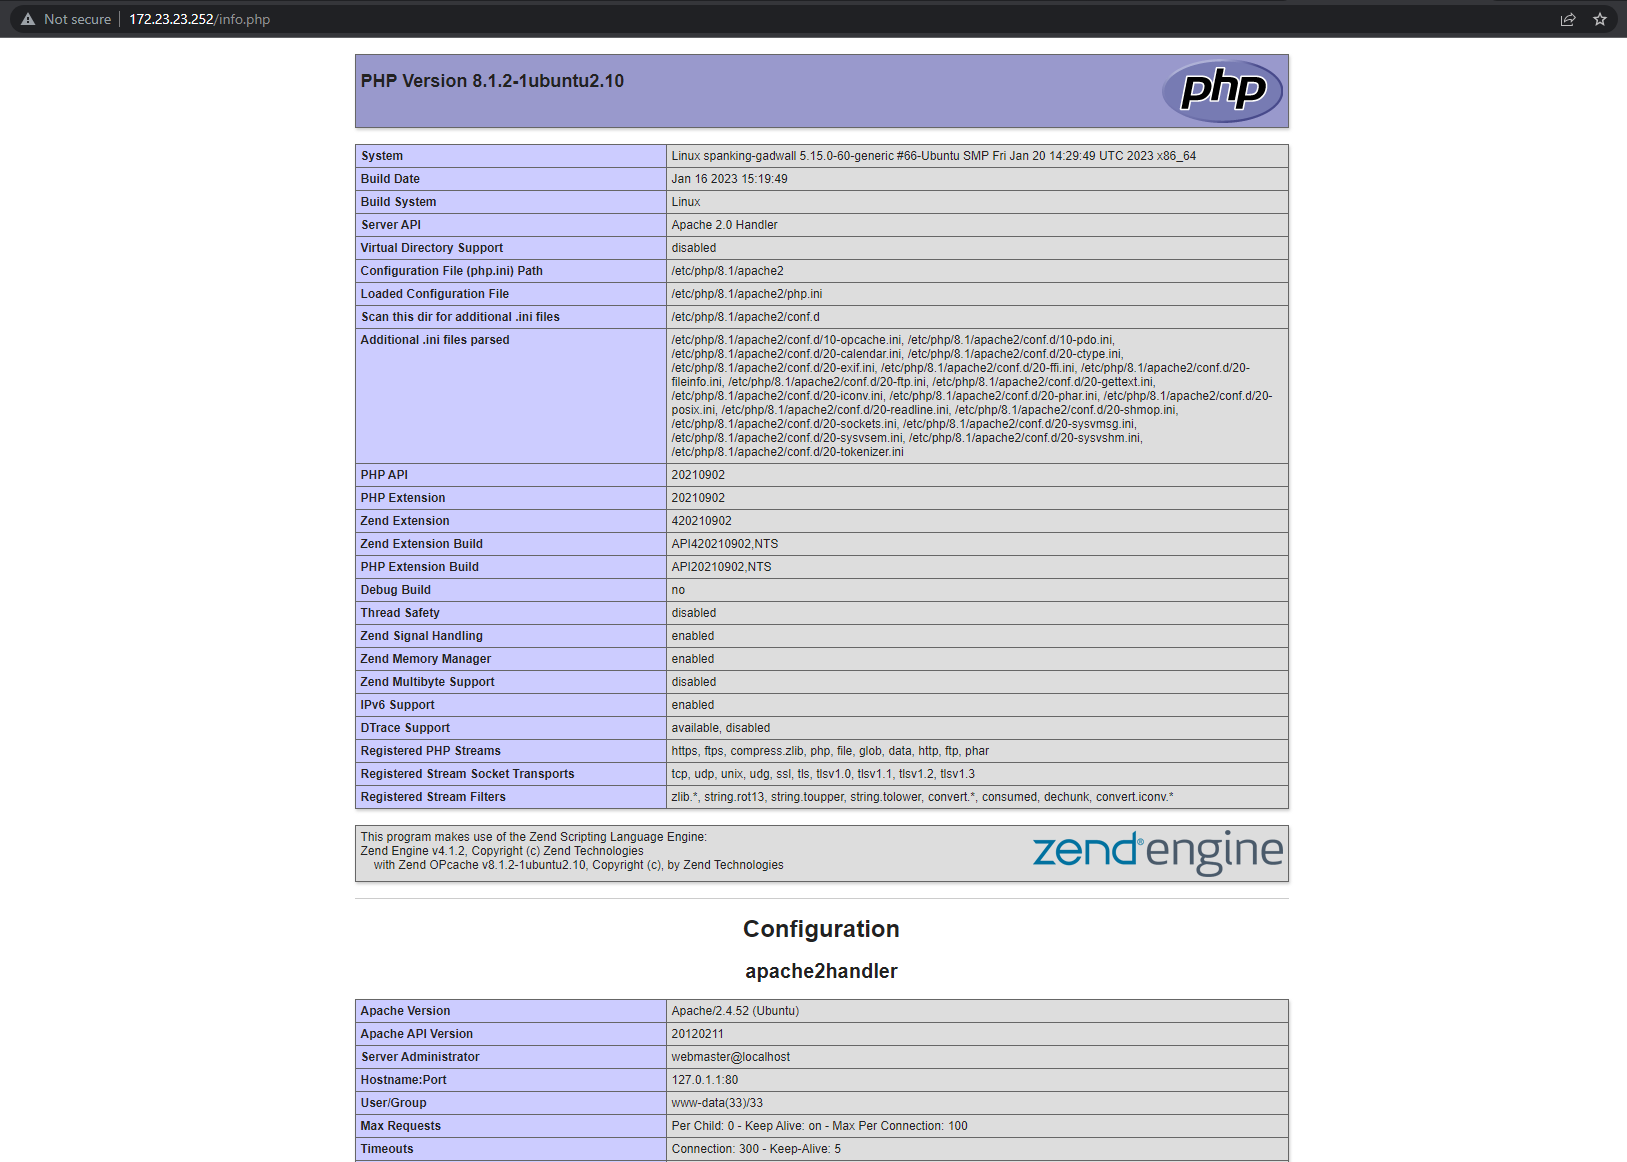 Not secure | 172.23.23.252/info.php
PHP Version 8.1.2-1ubuntu2.10
php
System Linux spanking-gadwall 5.15.0-60-generic #66-Ubuntu SMP Fri Jan 20 14:29:49 UTC 2023 x86_64
Build Date Jan 16 2023 15:19:49
Build System Linux
Server API Apache 2.0 Handler
Virtual Directory Support disabled
Configuration File (php.ini) Path /etc/php/8.1/apache2
Loaded Configuration File /etc/php/8.1/apache2/php.ini
Scan this dir for additional .ini files /etc/php/8.1/apache2/conf.d
Additional .ini files parsed /etc/php/8.1/apache2/conf.d/10-opcache.ini, /etc/php/8.1/apache2/conf.d/10-pdo.ini,
/etc/php/8.1/apache2/conf.d/20-calendar.ini, /etc/php/8.1/apache2/conf.d/20-ctype.ini,
/etc/php/8.1/apache2/conf.d/20-exif.ini, /etc/php/8.1/apache2/conf.d/20-ffi.ini, /etc/php/8.1/apache2/conf.d/20-
fileinfo.ini, /etc/php/8.1/apache2/conf.d/20-ftp.ini, /etc/php/8.1/apache2/conf.d/20-gettext.ini,
/etc/php/8.1/apache2/conf.d/20-iconv.ini, /etc/php/8.1/apache2/conf.d/20-phar.ini, /etc/php/8.1/apache2/conf.d/20-
posix.ini, /etc/php/8.1/apache2/conf.d/20-readline.ini, /etc/php/8.1/apache2/conf.d/20-shmop.ini,
/etc/php/8.1/apache2/conf.d/20-sockets.ini, /etc/php/8.1/apache2/conf.d/20-sysvmsg.ini,
/etc/php/8.1/apache2/conf.d/20-sysvsem.ini, /etc/php/8.1/apache2/conf.d/20-sysvshm.ini,
/etc/php/8.1/apache2/conf.d/20-tokenizer.ini
PHP API 20210902
PHP Extension 20210902
Zend Extension 420210902
Zend Extension Build API420210902,NTS
PHP Extension Build API20210902,NTS
Debug Build no
Thread Safety disabled
Zend Signal Handling enabled
Zend Memory Manager enabled
Zend Multibyte Support disabled
IPv6 Support enabled
DTrace Support available, disabled
Registered PHP Streams https, ftps, compress.zlib, php, file, glob, data, http, ftp, phar
Registered Stream Socket Transports tcp, udp, unix, udg, ssl, tls, tlsv1.0, tlsv1.1, tlsv1.2, tlsv1.3
Registered Stream Filters zlib.*, string.rot13, string.toupper, string.tolower, convert.*, consumed, dechunk, convert.iconv.*
This program makes use of the Zend Scripting Language Engine:
Zend Engine v4.1.2, Copyright (c) Zend Technologies
with Zend OPcache v8.1.2-1ubuntu2.10, Copyright (c), by Zend Technologies
zend® engine
Configuration
apache2handler
Apache Version Apache/2.4.52 (Ubuntu)
Apache API Version 20120211
Server Administrator webmaster@localhost
Hostname:Port 127.0.1.1:80
User/Group www-data(33)/33
Max Requests Per Child: 0 - Keep Alive: on - Max Per Connection: 100
Timeouts Connection: 300 - Keep-Alive: 5